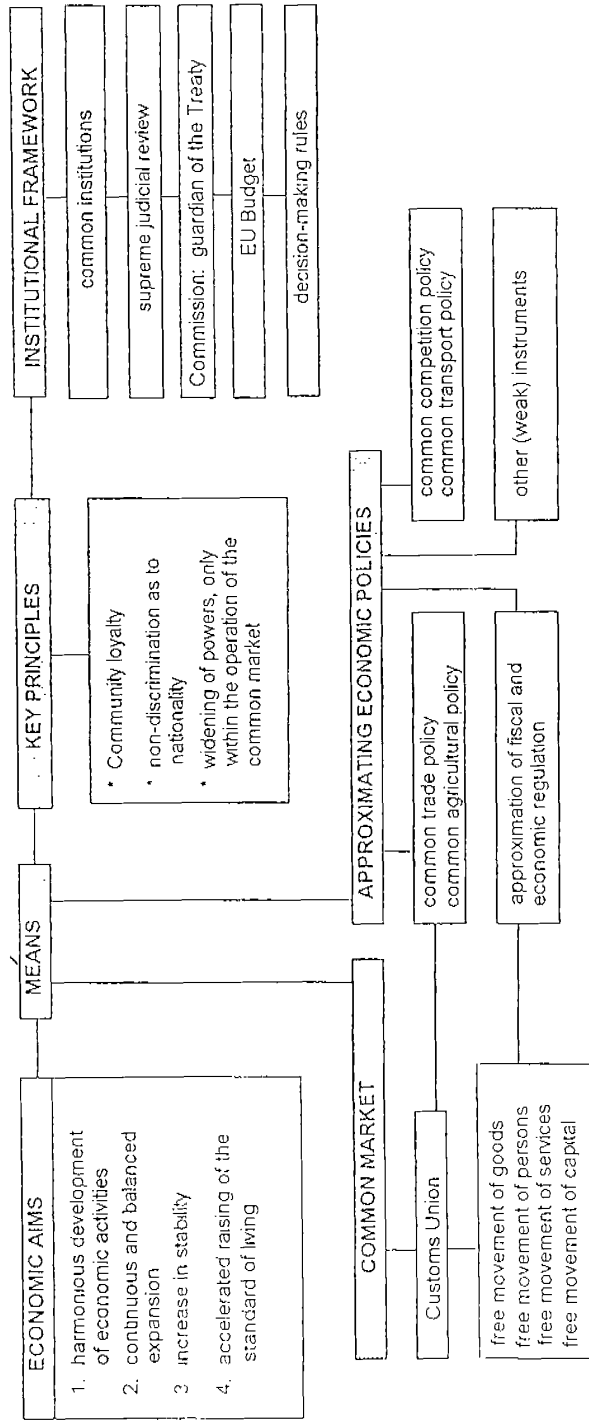 ECONOMIC AIMS
1. harmonious development
of economic activities
2. continuous and balanced
expansion
3 increase in stability
4. accelerated raising of the
standard of living
MEANS
KEY PRINCIPLES
* Community loyalty
* non-discrimination as to
nationality
* widening of powers, only
within the operation of the
common market
INSTITUTIONAL FRAMEWORK
common institutions
supreme judicial review
Commission: guardian of the Treaty
EU Budget
decision-making rules
COMMON MARKET
Customs Union
free movement of goods
free movement of persons
free movement of services
free movement of capital
APPROXIMATING ECONOMIC POLICIES
common trade policy
common agricultural policy
common competition policy
common transport policy
approximation of fiscal and
economic regulation
other (weak) instruments